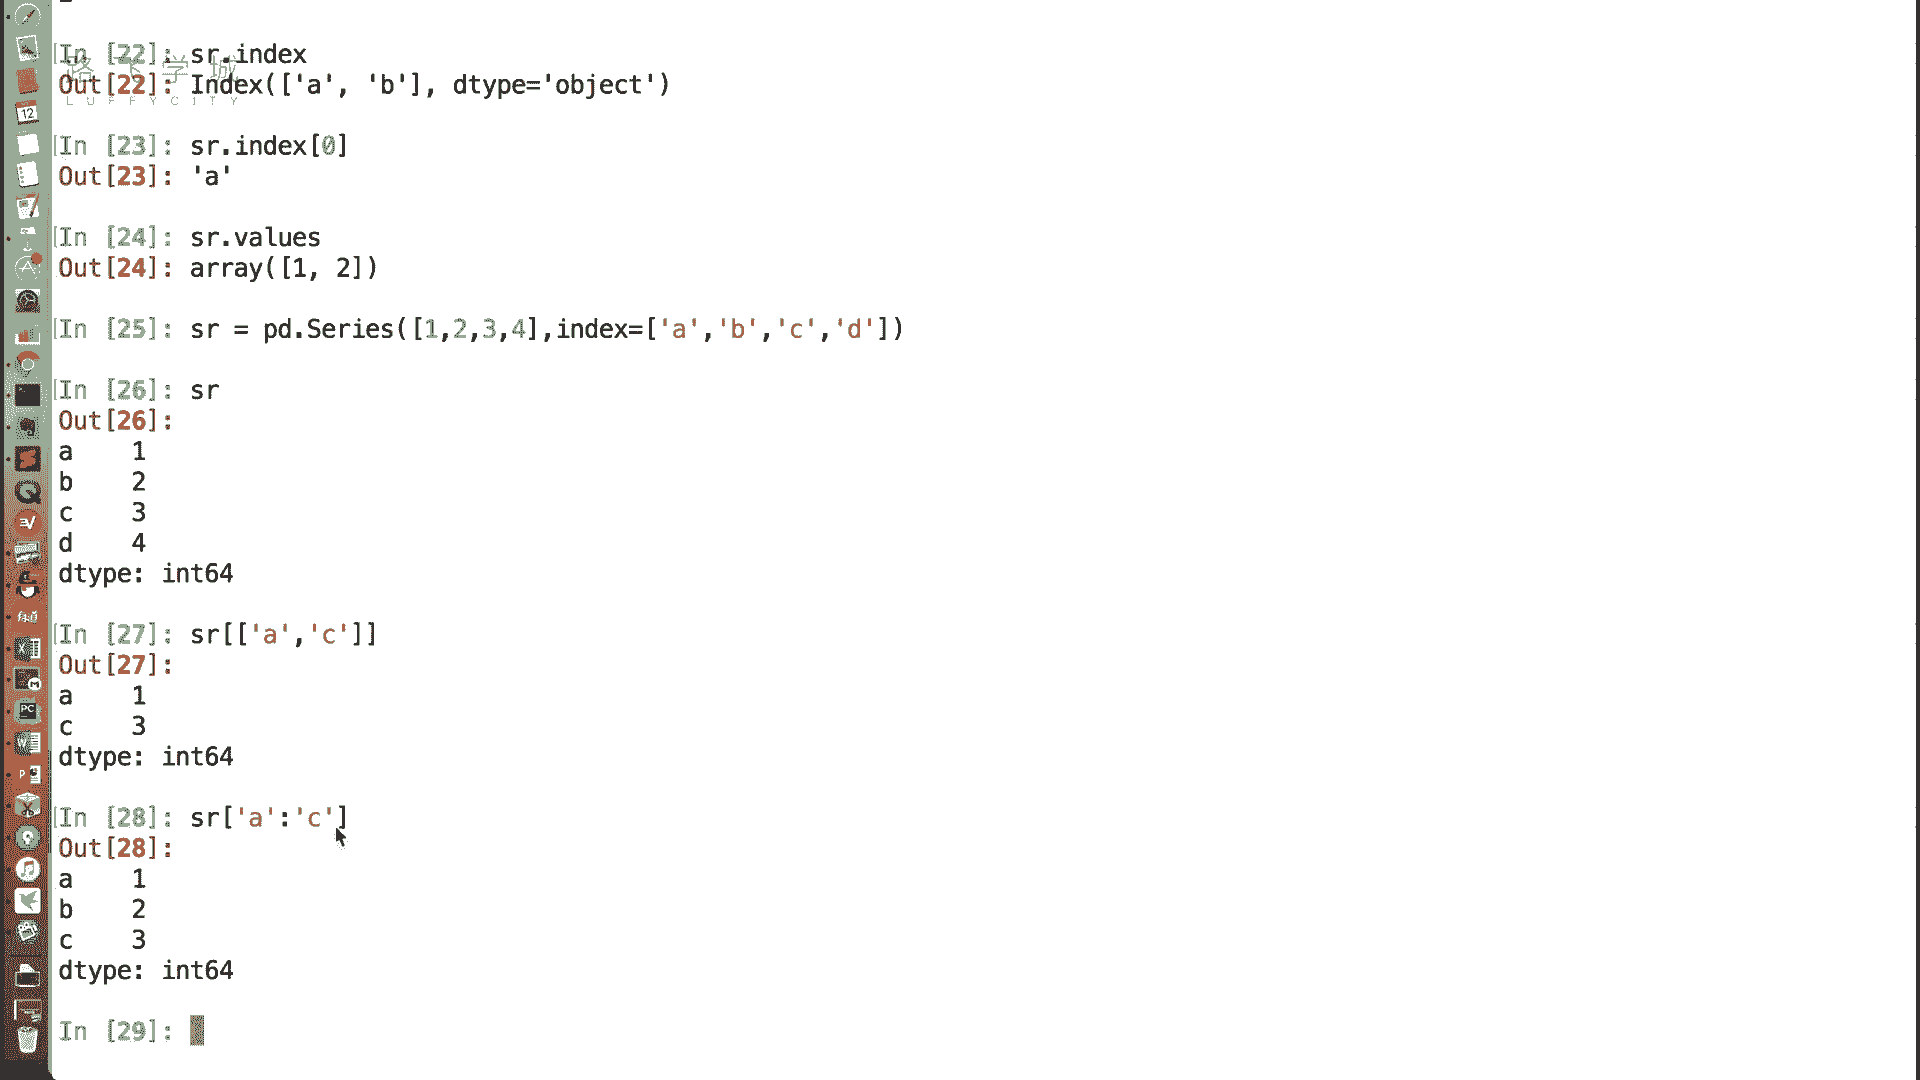 In [22]: sr.index
路飞学城
Out[22]: Index(['a', 'b'], dtype='object')
LUFFYCITY
In [23]: sr.index[0]
Out[23]: 'a'
In [24]: sr.values
Out[24]: array([1, 2])
In [25]: sr = pd.Series([1,2,3,4],index=['a','b','c','d'])
In [26]: sr
Out[26]:
a    1
b    2
c    3
d    4
dtype: int64
In [27]: sr[['a','c']]
Out[27]:
a    1
c    3
dtype: int64
In [28]: sr['a':'c']
Out[28]:
a    1
b    2
c    3
dtype: int64
In [29]:
12
PC